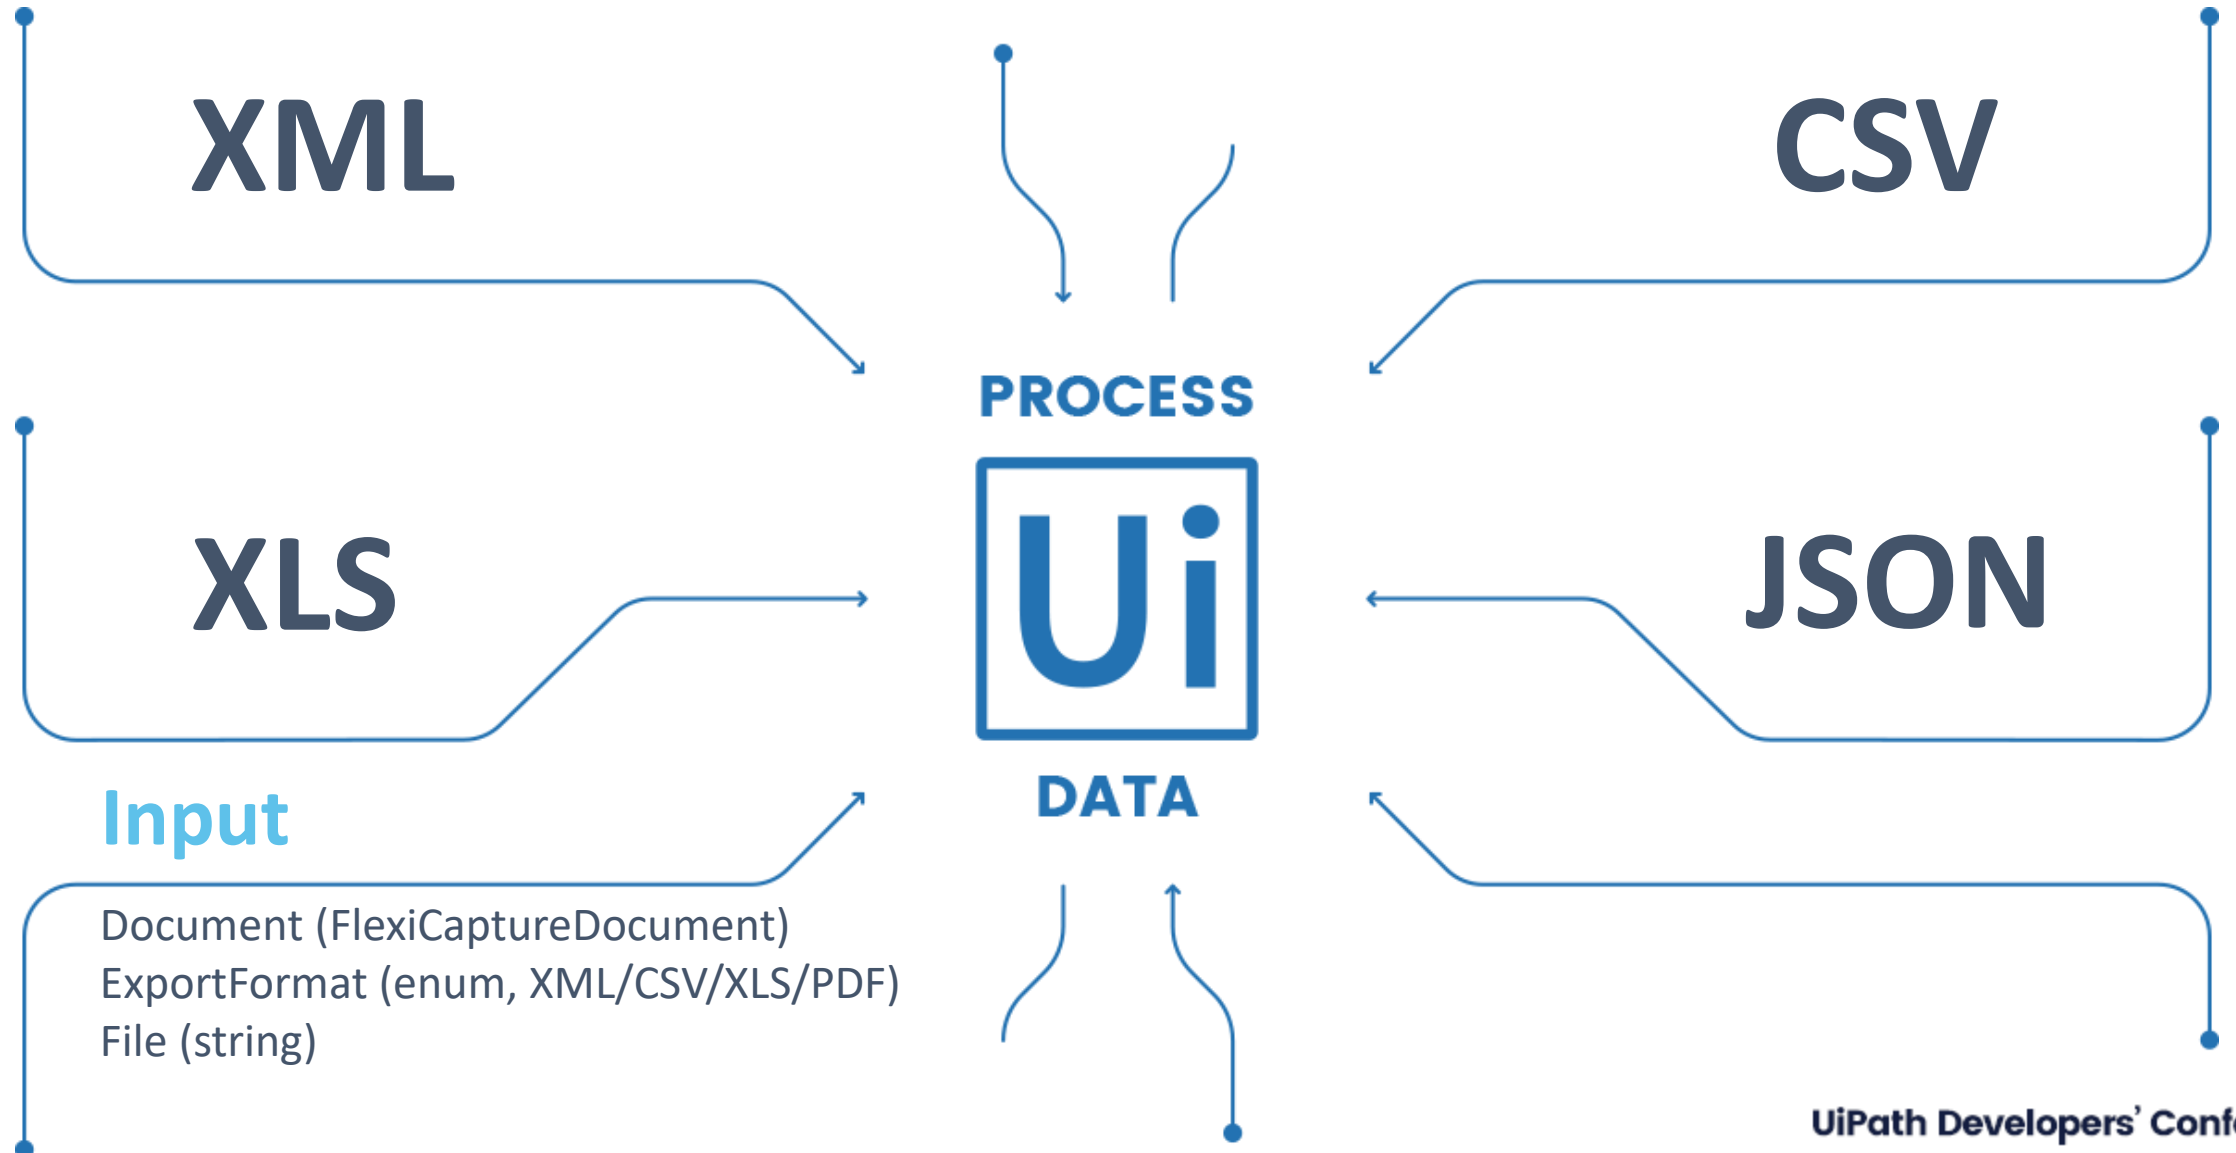 XML
CSV
PROCESS
Ui
XLS
JSON
DATA
Input
Document (FlexiCaptureDocument)
ExportFormat (enum, XML/CSV/XLS/PDF)
File (string)
UiPath Developers’